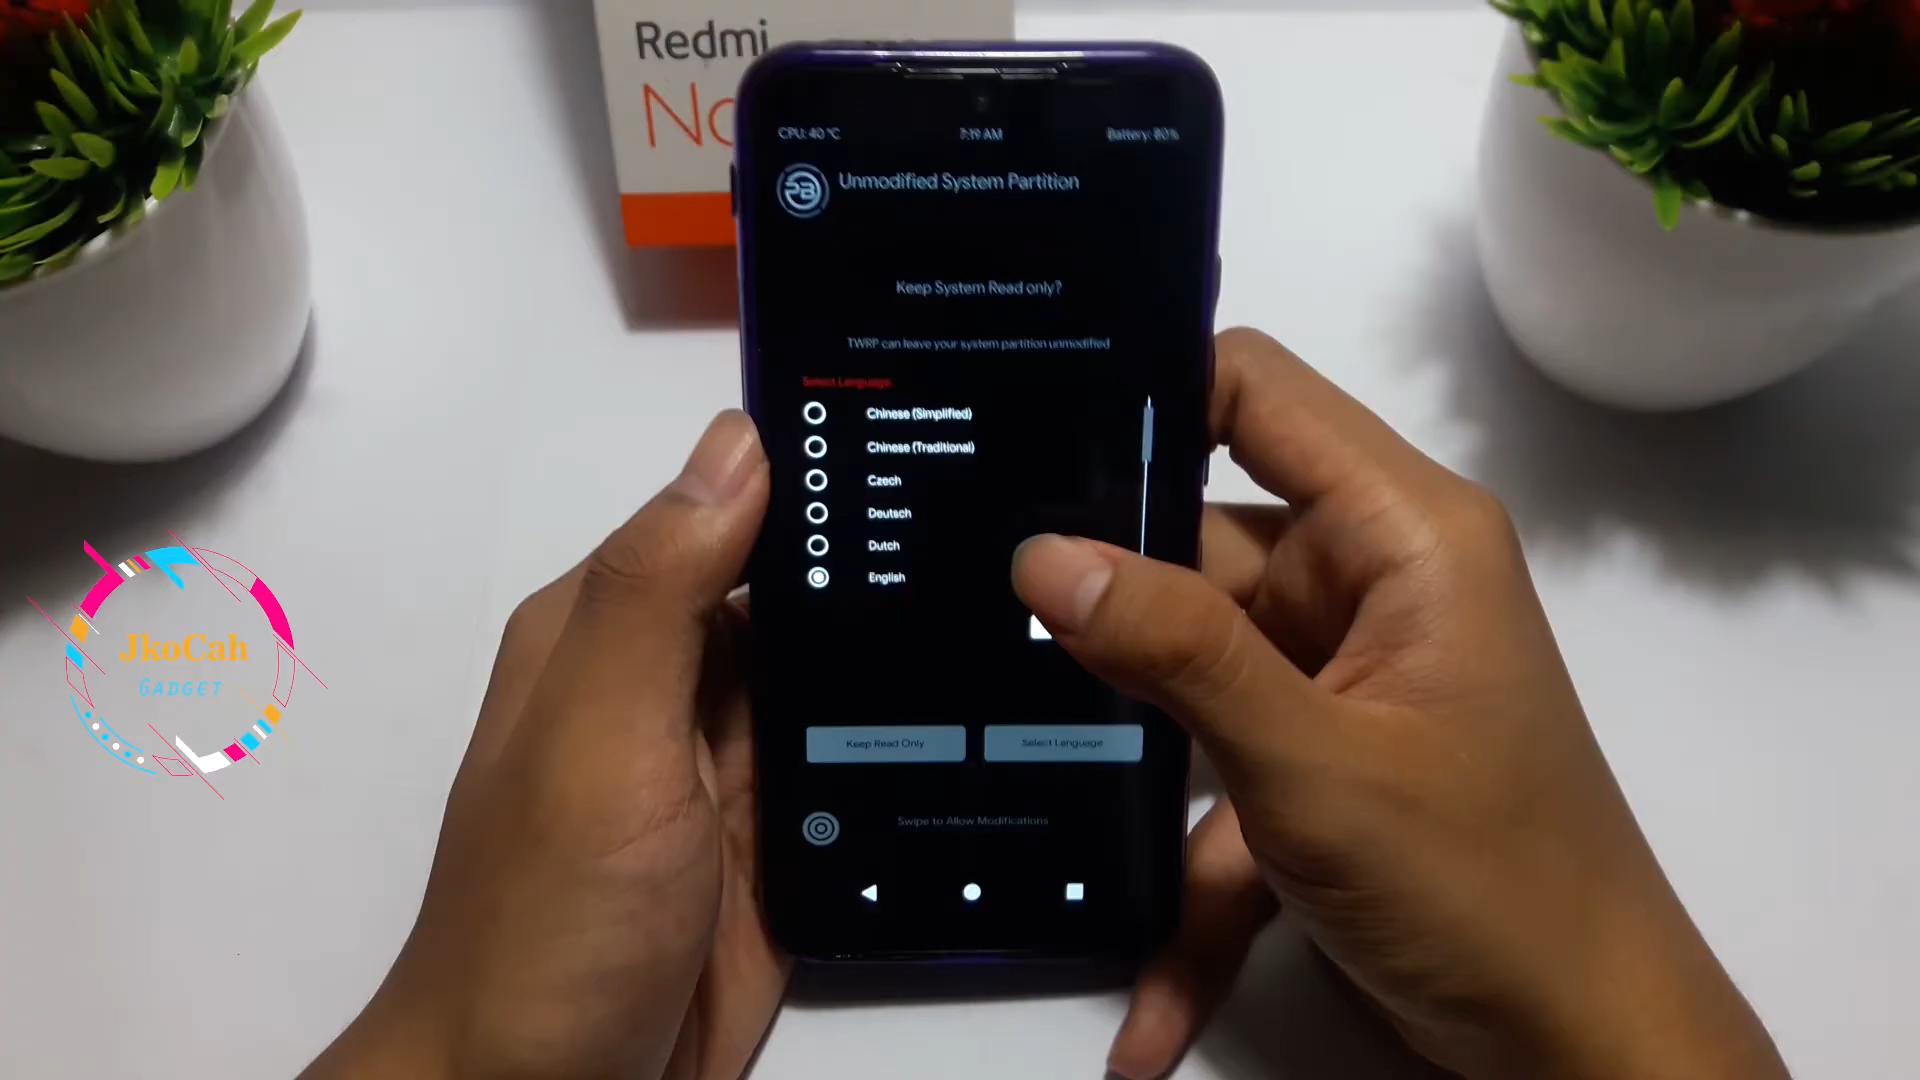 Redmi
No
CPU: 40 °C
7:19 AM
Battery: 80%
Unmodified System Partition
Keep System Read only?
TWRP can leave your system partition unmodified
Select Language:
Chinese (Simplified)
Chinese (Traditional)
Czech
Deutsch
Dutch
English
Keep Read Only
Select Language
Swipe to Allow Modifications
JkoCah
GADGET